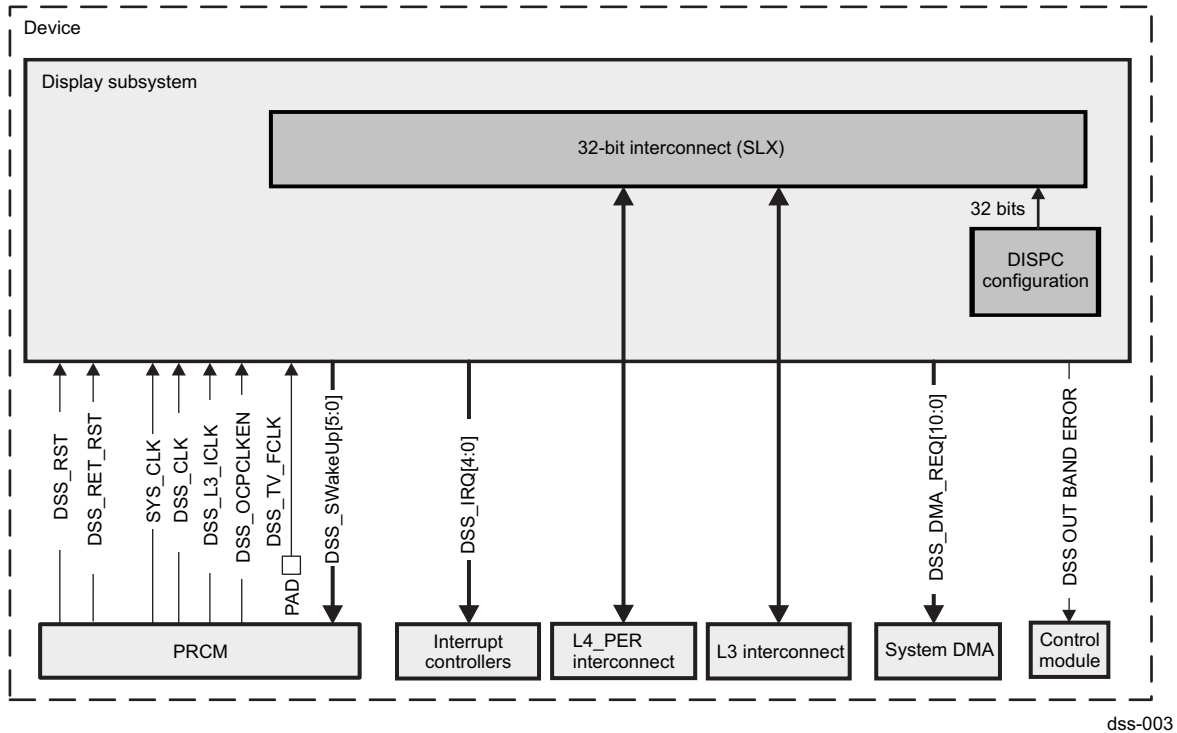 Device
Display subsystem
32-bit interconnect (SLX)
32 bits
DISPC
configuration
DSS_RST
DSS_RET_RST
SYS_CLK
DSS_CLK
DSS_L3_ICLK
DSS_OCPCLKEN
DSS_TV_FCLK
PAD
DSS_SWakeUp[5:0]
DSS_IRQ[4:0]
DSS_DMA_REQ[10:0]
DSS OUT BAND EROR
PRCM
Interrupt
controllers
L4_PER
interconnect
L3 interconnect
System DMA
Control
module
dss-003